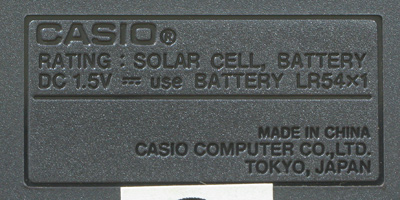 CASIO®
RATING : SOLAR CELL, BATTERY
DC 1.5V ⎓ use BATTERY LR54×1
MADE IN CHINA
CASIO COMPUTER CO.,LTD.
TOKYO, JAPAN